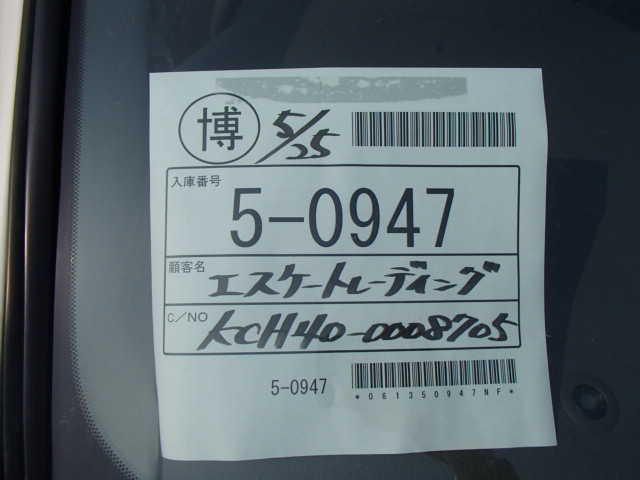 博 5/25
入庫番号
5-0947
顧客名 エスケートレーディング
C/NO KCH40-0008705
5-0947
*061350947NF*